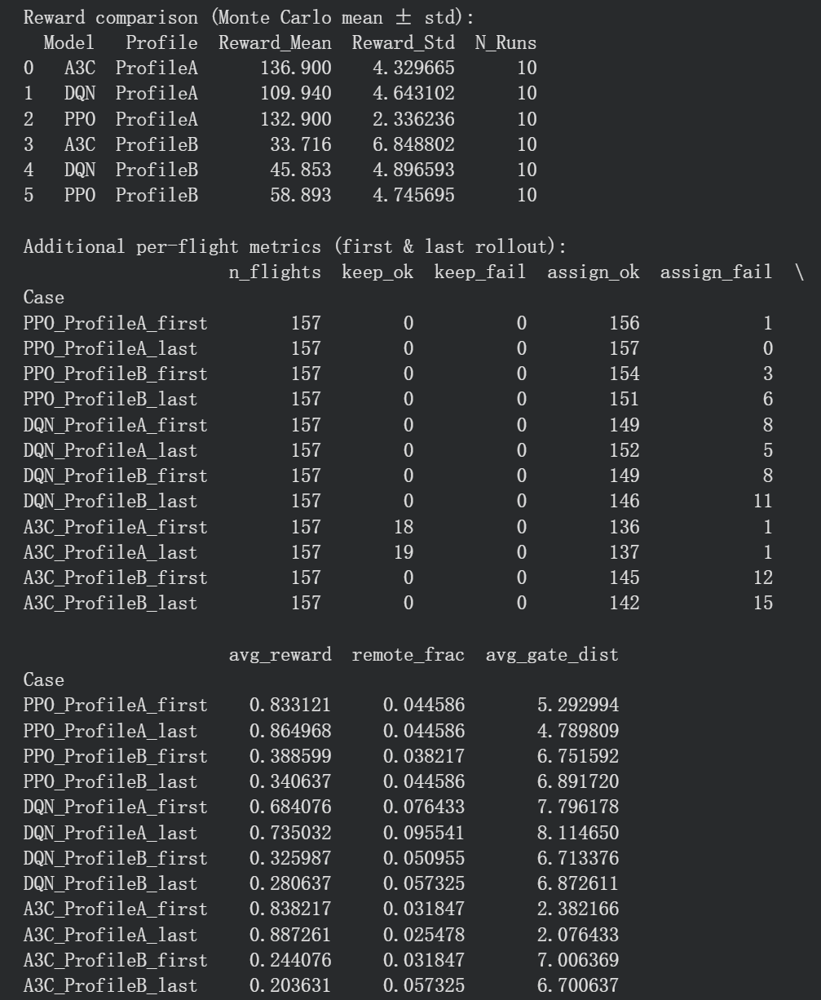 Reward comparison (Monte Carlo mean ± std):
Model Profile Reward_Mean Reward_Std N_Runs
0 A3C ProfileA 136.900 4.329665 10
1 DQN ProfileA 109.940 4.643102 10
2 PPO ProfileA 132.900 2.336236 10
3 A3C ProfileB 33.716 6.848802 10
4 DQN ProfileB 45.853 4.896593 10
5 PPO ProfileB 58.893 4.745695 10
Additional per-flight metrics (first & last rollout):
n_flights keep_ok keep_fail assign_ok assign_fail \
Case
PPO_ProfileA_first 157 0 0 156 1
PPO_ProfileA_last 157 0 0 157 0
PPO_ProfileB_first 157 0 0 154 3
PPO_ProfileB_last 157 0 0 151 6
DQN_ProfileA_first 157 0 0 149 8
DQN_ProfileA_last 157 0 0 152 5
DQN_ProfileB_first 157 0 0 149 8
DQN_ProfileB_last 157 0 0 146 11
A3C_ProfileA_first 157 18 0 136 1
A3C_ProfileA_last 157 19 0 137 1
A3C_ProfileB_first 157 0 0 145 12
A3C_ProfileB_last 157 0 0 142 15
avg_reward remote_frac avg_gate_dist
Case
PPO_ProfileA_first 0.833121 0.044586 5.292994
PPO_ProfileA_last 0.864968 0.044586 4.789809
PPO_ProfileB_first 0.388599 0.038217 6.751592
PPO_ProfileB_last 0.340637 0.044586 6.891720
DQN_ProfileA_first 0.684076 0.076433 7.796178
DQN_ProfileA_last 0.735032 0.095541 8.114650
DQN_ProfileB_first 0.325987 0.050955 6.713376
DQN_ProfileB_last 0.280637 0.057325 6.872611
A3C_ProfileA_first 0.838217 0.031847 2.382166
A3C_ProfileA_last 0.887261 0.025478 2.076433
A3C_ProfileB_first 0.244076 0.031847 7.006369
A3C_ProfileB_last 0.203631 0.057325 6.700637